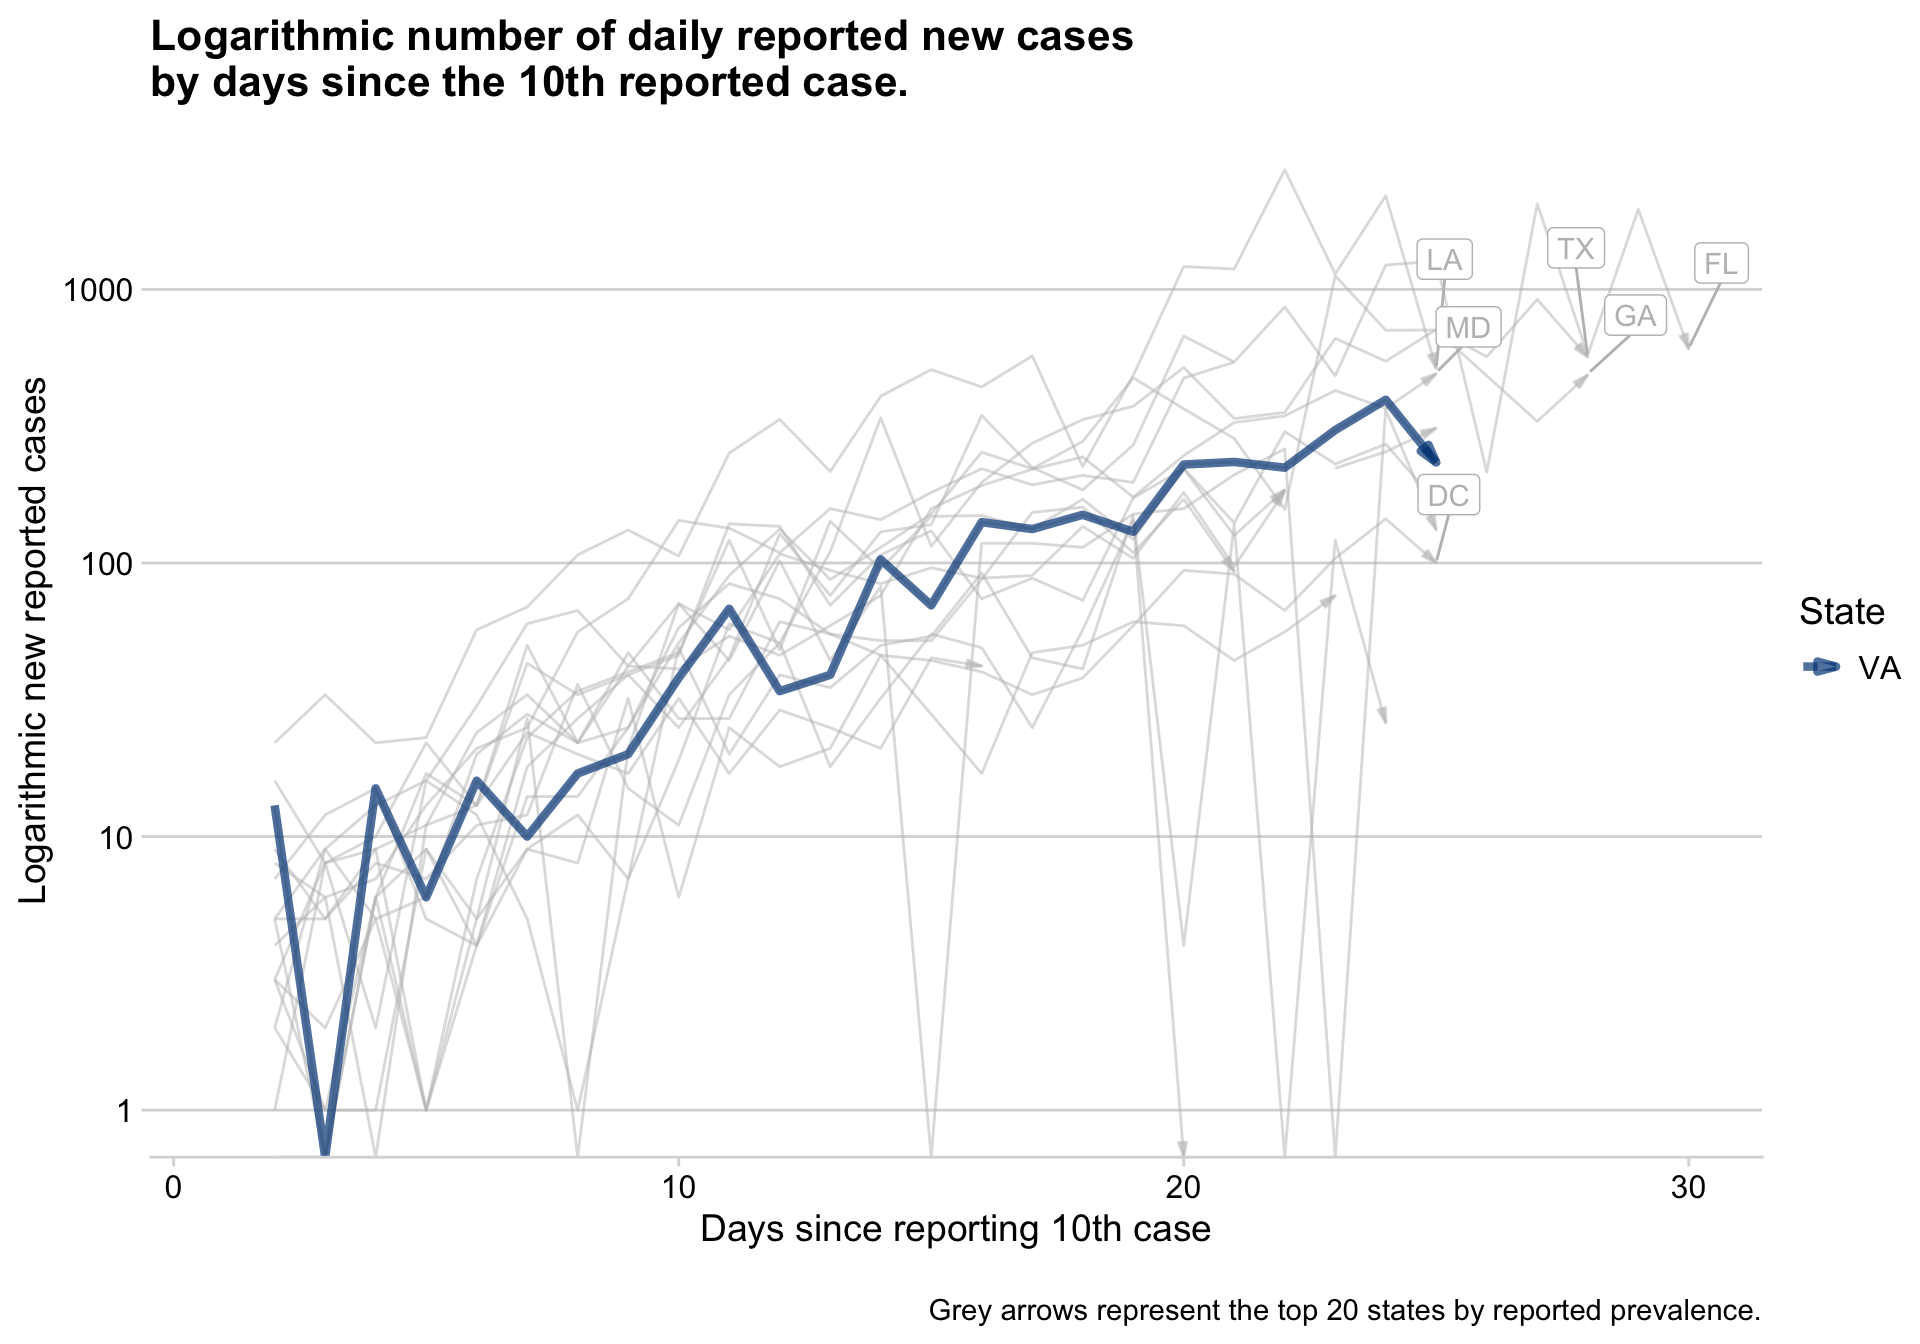 Logarithmic number of daily reported new cases
by days since the 10th reported case.
Logarithmic new reported cases
1000
100
10
1
LA
MD
TX
GA
FL
DC
State
VA
0
10
20
30
Days since reporting 10th case
Grey arrows represent the top 20 states by reported prevalence.